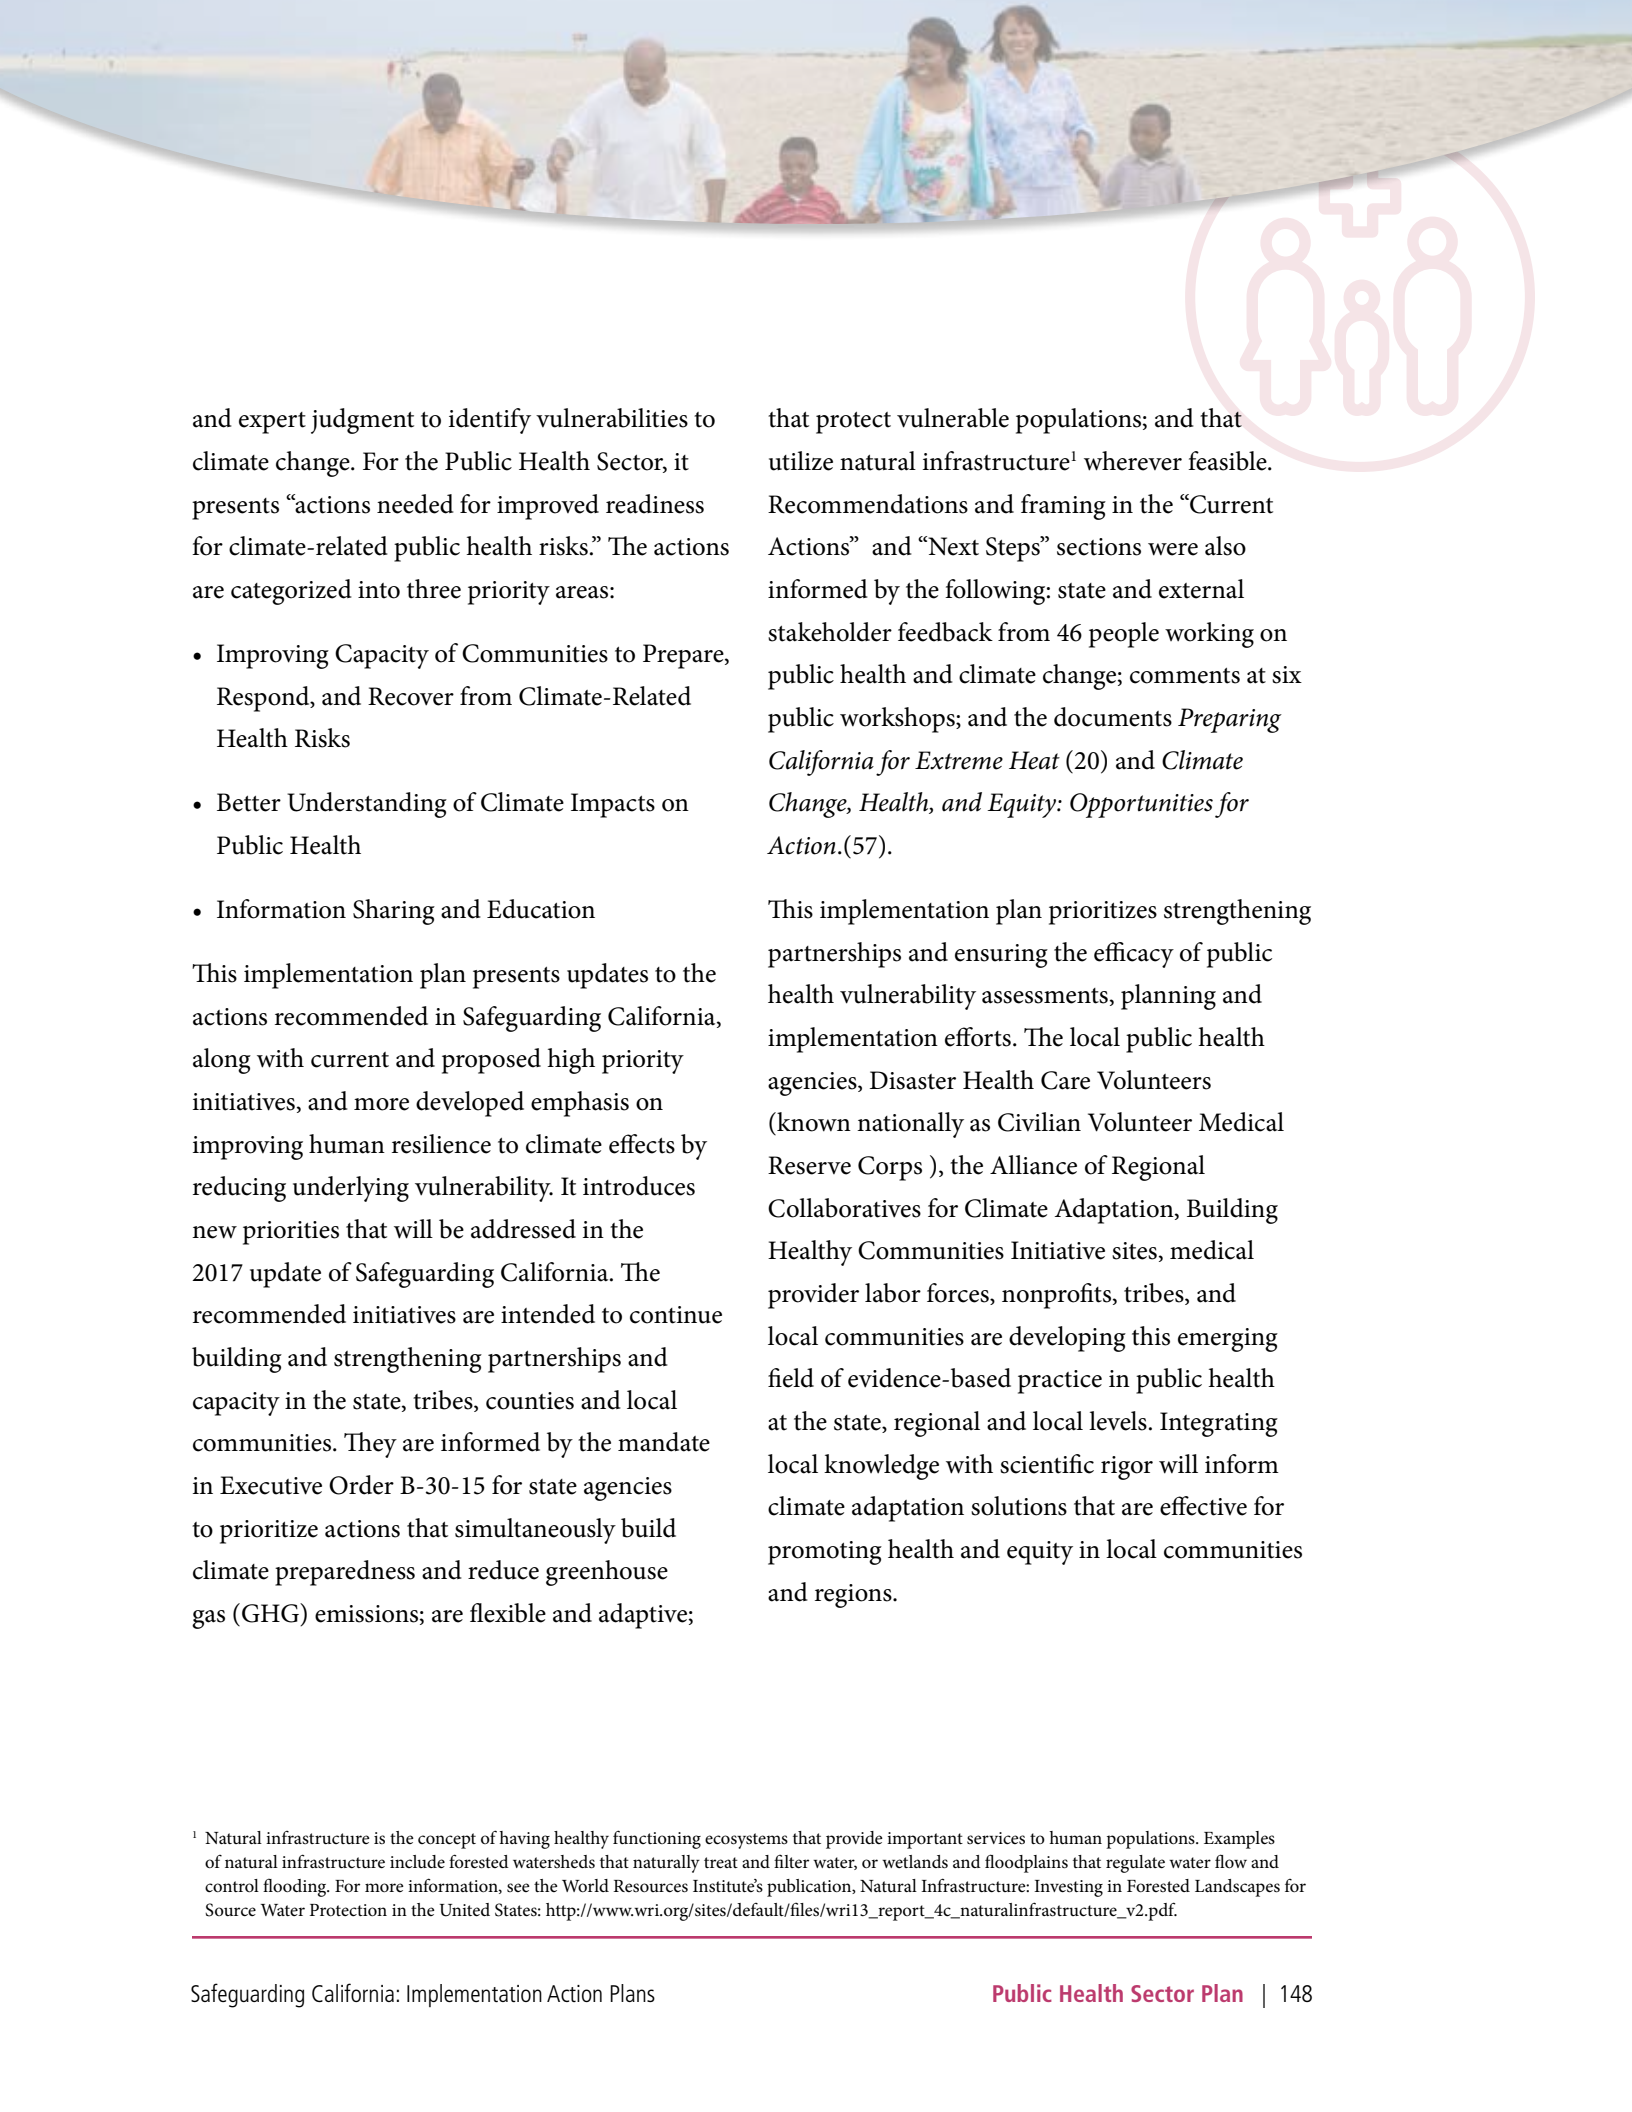 and expert judgment to identify vulnerabilities to
climate change. For the Public Health Sector, it
presents “actions needed for improved readiness
for climate-related public health risks.” The actions
are categorized into three priority areas:
• Improving Capacity of Communities to Prepare,
Respond, and Recover from Climate-Related
Health Risks
• Better Understanding of Climate Impacts on
Public Health
• Information Sharing and Education
This implementation plan presents updates to the
actions recommended in Safeguarding California,
along with current and proposed high priority
initiatives, and more developed emphasis on
improving human resilience to climate effects by
reducing underlying vulnerability. It introduces
new priorities that will be addressed in the
2017 update of Safeguarding California. The
recommended initiatives are intended to continue
building and strengthening partnerships and
capacity in the state, tribes, counties and local
communities. They are informed by the mandate
in Executive Order B-30-15 for state agencies
to prioritize actions that simultaneously build
climate preparedness and reduce greenhouse
gas (GHG) emissions; are flexible and adaptive;
that protect vulnerable populations; and that
utilize natural infrastructure¹ wherever feasible.
Recommendations and framing in the “Current
Actions”  and “Next Steps” sections were also
informed by the following: state and external
stakeholder feedback from 46 people working on
public health and climate change; comments at six
public workshops; and the documents Preparing
California for Extreme Heat (20) and Climate
Change, Health, and Equity: Opportunities for
Action.(57).
This implementation plan prioritizes strengthening
partnerships and ensuring the efficacy of public
health vulnerability assessments, planning and
implementation efforts. The local public health
agencies, Disaster Health Care Volunteers
(known nationally as Civilian Volunteer Medical
Reserve Corps ), the Alliance of Regional
Collaboratives for Climate Adaptation, Building
Healthy Communities Initiative sites, medical
provider labor forces, nonprofits, tribes, and
local communities are developing this emerging
field of evidence-based practice in public health
at the state, regional and local levels. Integrating
local knowledge with scientific rigor will inform
climate adaptation solutions that are effective for
promoting health and equity in local communities
and regions.
¹ Natural infrastructure is the concept of having healthy functioning ecosystems that provide important services to human populations. Examples
of natural infrastructure include forested watersheds that naturally treat and filter water, or wetlands and floodplains that regulate water flow and
control flooding. For more information, see the World Resources Institute’s publication, Natural Infrastructure: Investing in Forested Landscapes for
Source Water Protection in the United States: http://www.wri.org/sites/default/files/wri13_report_4c_naturalinfrastructure_v2.pdf.
Safeguarding California: Implementation Action Plans
Public Health Sector Plan | 148